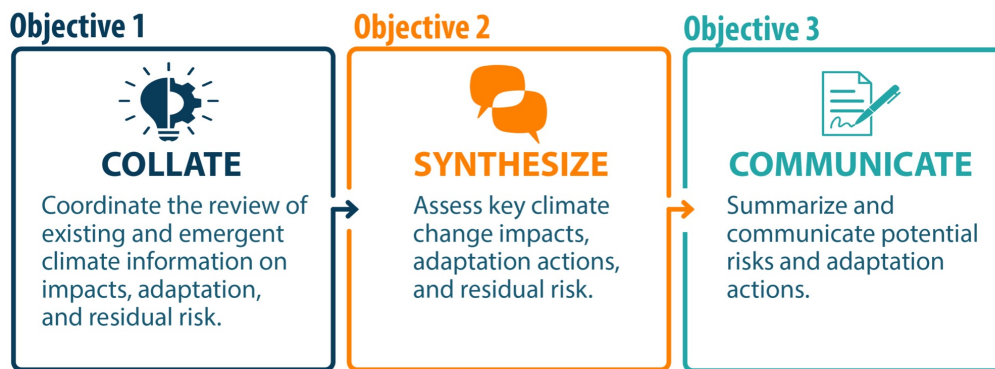 Objective 1
COLLATE
Coordinate the review of
existing and emergent
climate information on
impacts, adaptation,
and residual risk.
Objective 2
SYNTHESIZE
Assess key climate
change impacts,
adaptation actions,
and residual risk.
Objective 3
COMMUNICATE
Summarize and
communicate potential
risks and adaptation
actions.